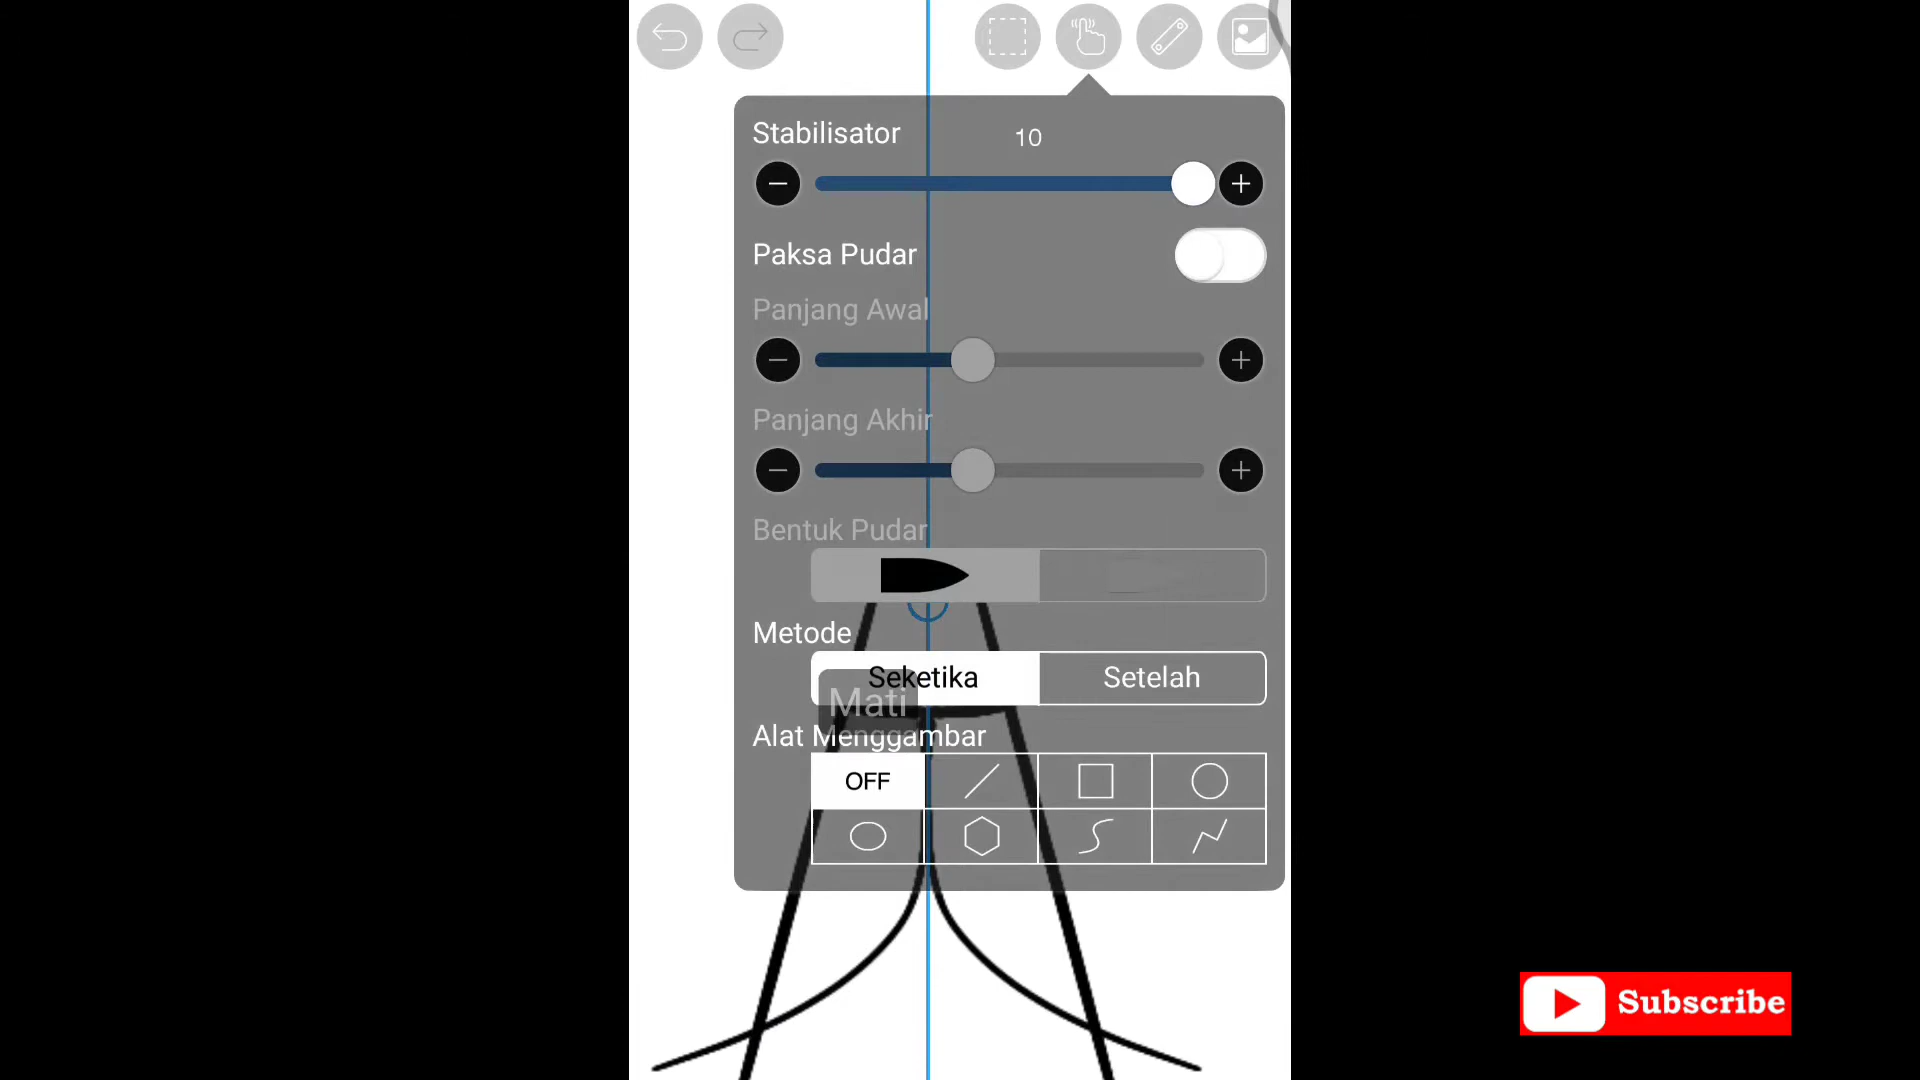 Stabilisator 10
Paksa Pudar
Panjang Awal
Panjang Akhir
Bentuk Pudar
Metode
Seketika Setelah
Mati
Alat Menggambar
OFF
Subscribe